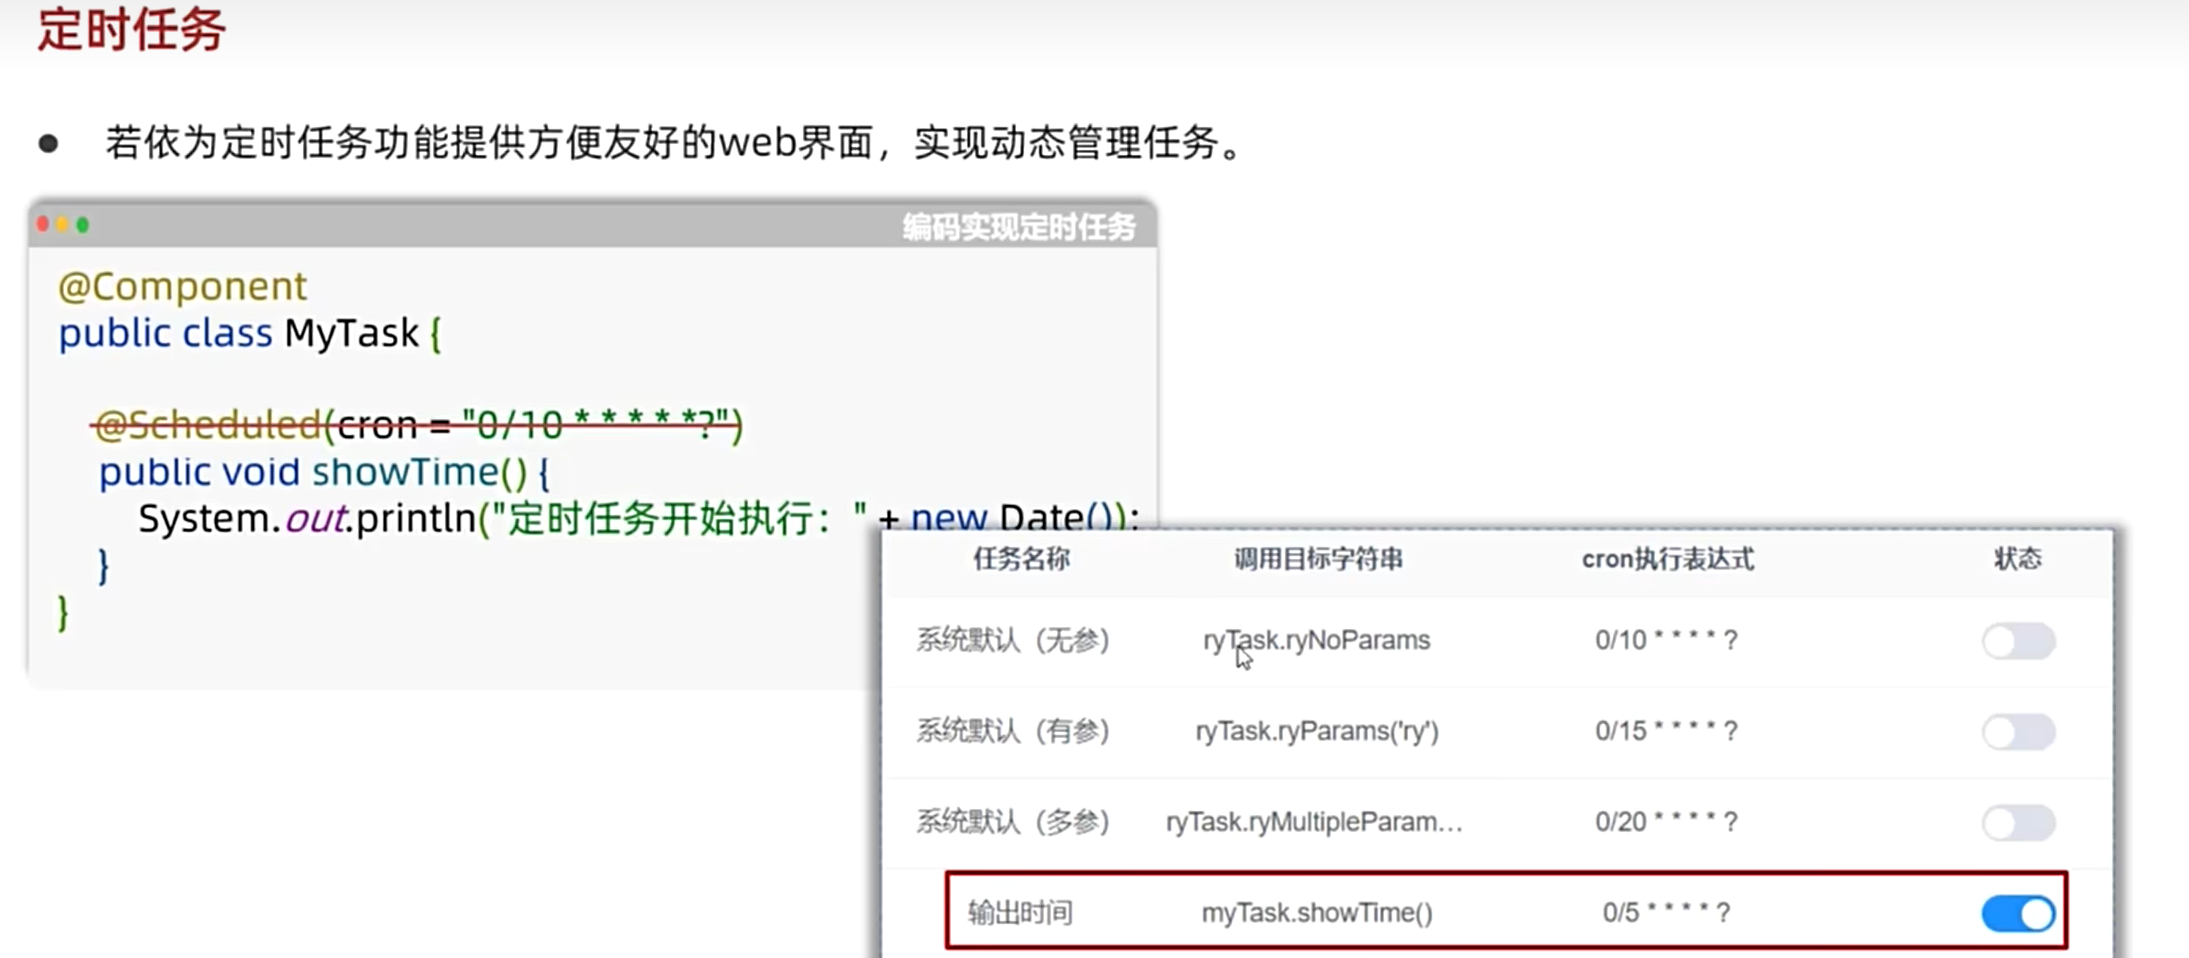 定时任务
● 若依为定时任务功能提供方便友好的web界面，实现动态管理任务。
编码实现定时任务
@Component
public class MyTask {
@Scheduled(cron = "0/10 * * * * *?")
public void showTime() {
System.out.println("定时任务开始执行：" + new Date());
}
}
任务名称 调用目标字符串 cron执行表达式 状态
系统默认（无参） ryTask.ryNoParams 0/10 * * * * ?
系统默认（有参） ryTask.ryParams('ry') 0/15 * * * * ?
系统默认（多参） ryTask.ryMultipleParam... 0/20 * * * * ?
输出时间 myTask.showTime() 0/5 * * * * ?